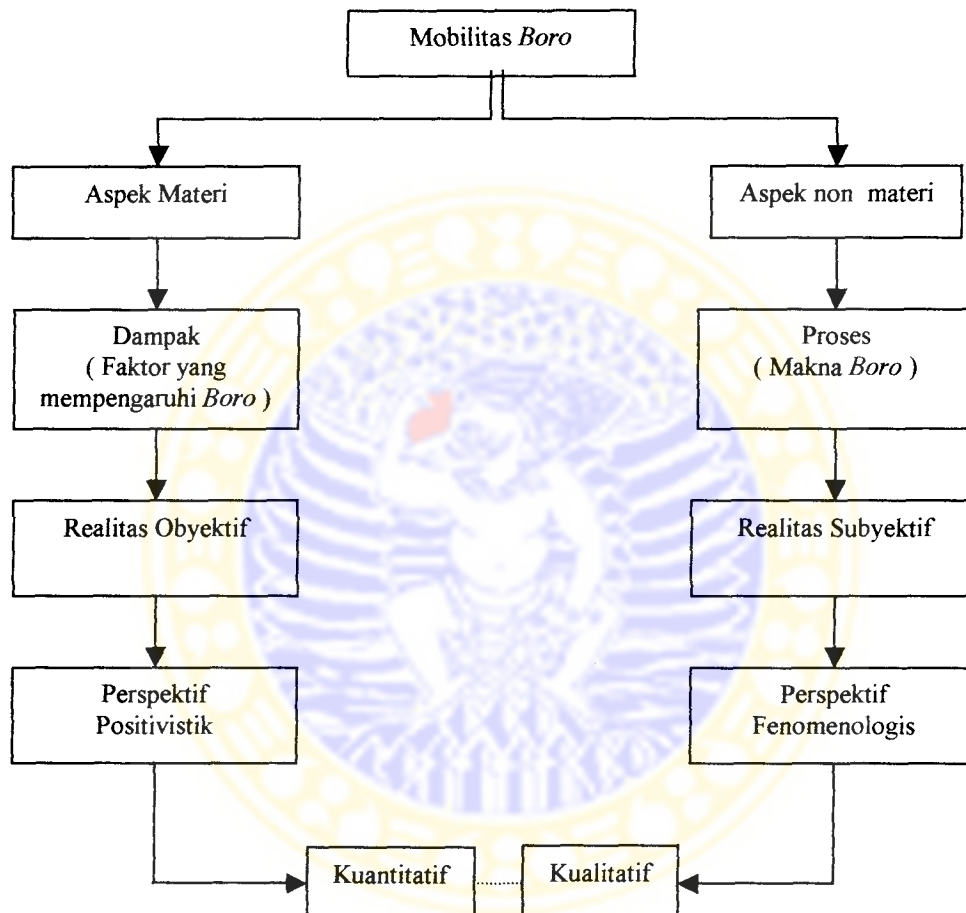 Mobilitas Boro
Aspek Materi
Aspek non materi
Dampak
( Faktor yang
mempengaruhi Boro )
Proses
( Makna Boro )
Realitas Obyektif
Realitas Subyektif
Perspektif
Positivistik
Perspektif
Fenomenologis
Kuantitatif
Kualitatif